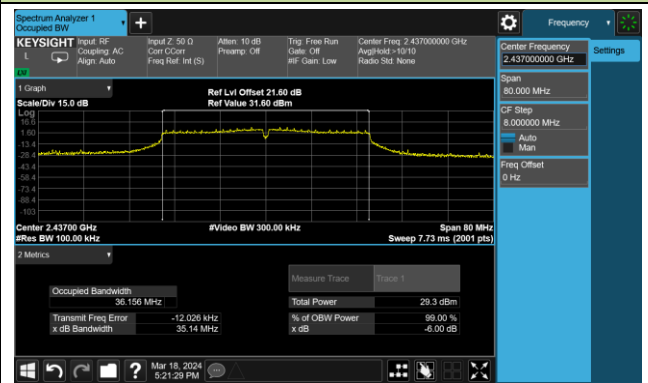 Spectrum Analyzer 1
Occupied BW
Frequency
KEYSIGHT
L
Input: RF
Coupling: AC
Align: Auto
Input Z: 50 Ω
Corr CCorr
Freq Ref: Int (S)
Atten: 10 dB
Preamp: Off
Trig: Free Run
Gate: Off
#IF Gain: Low
Center Freq: 2.437000000 GHz
Avg|Hold:>10/10
Radio Std: None
Center Frequency
2.437000000 GHz
Settings
Span
80.000 MHz
CF Step
8.000000 MHz
Auto
Man
Freq Offset
0 Hz
1 Graph
Scale/Div 15.0 dB
Ref Lvl Offset 21.60 dB
Ref Value 31.60 dBm
Log
16.6
1.60
-13.4
-28.4
-43.4
-58.4
-73.4
-88.4
-103
Center 2.43700 GHz
#Video BW 300.00 kHz
Span 80 MHz
#Res BW 100.00 kHz
Sweep 7.73 ms (2001 pts)
2 Metrics
Measure Trace
Trace 1
Occupied Bandwidth
36.156 MHz
Total Power
29.3 dBm
Transmit Freq Error
-12.026 kHz
% of OBW Power
99.00 %
x dB Bandwidth
35.14 MHz
x dB
-6.00 dB
?
Mar 18, 2024
5:21:29 PM